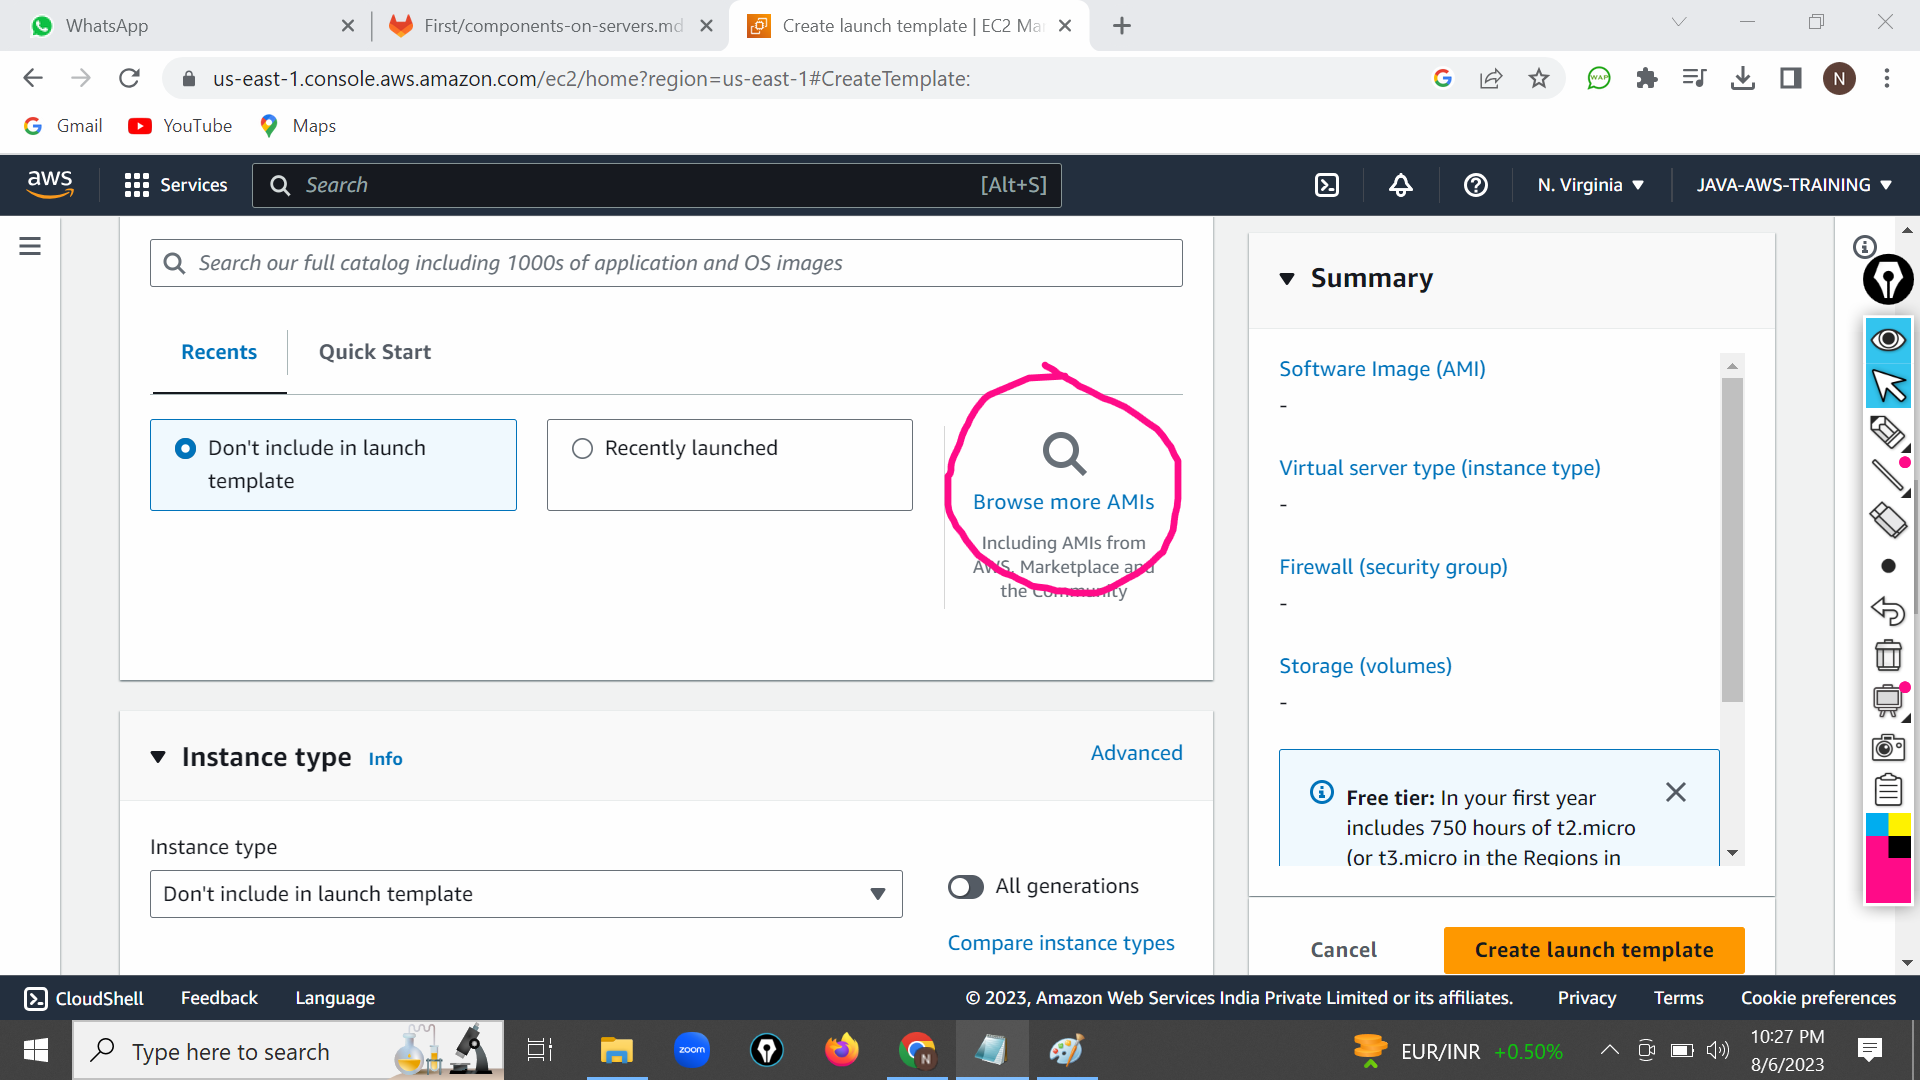 WhatsApp
First/components-on-servers.md
Create launch template | EC2 Ma
us-east-1.console.aws.amazon.com/ec2/home?region=us-east-1#CreateTemplate:
WAP
N
Gmail
YouTube
Maps
aws
Services
Search
[Alt+S]
N. Virginia
JAVA-AWS-TRAINING
Search our full catalog including 1000s of application and OS images
Recents
Quick Start
Don't include in launch
template
Recently launched
Browse more AMIs
Including AMIs from
AWS, Marketplace and
the Community
Instance type
Info
Advanced
Instance type
Don't include in launch template
All generations
Compare instance types
Summary
Software Image (AMI)
-
Virtual server type (instance type)
-
Firewall (security group)
-
Storage (volumes)
-
Free tier: In your first year
includes 750 hours of t2.micro
(or t3.micro in the Regions in
Cancel
Create launch template
CloudShell
Feedback
Language
© 2023, Amazon Web Services India Private Limited or its affiliates.
Privacy
Terms
Cookie preferences
Type here to search
zoom
N
EUR/INR
+0.50%
10:27 PM
8/6/2023